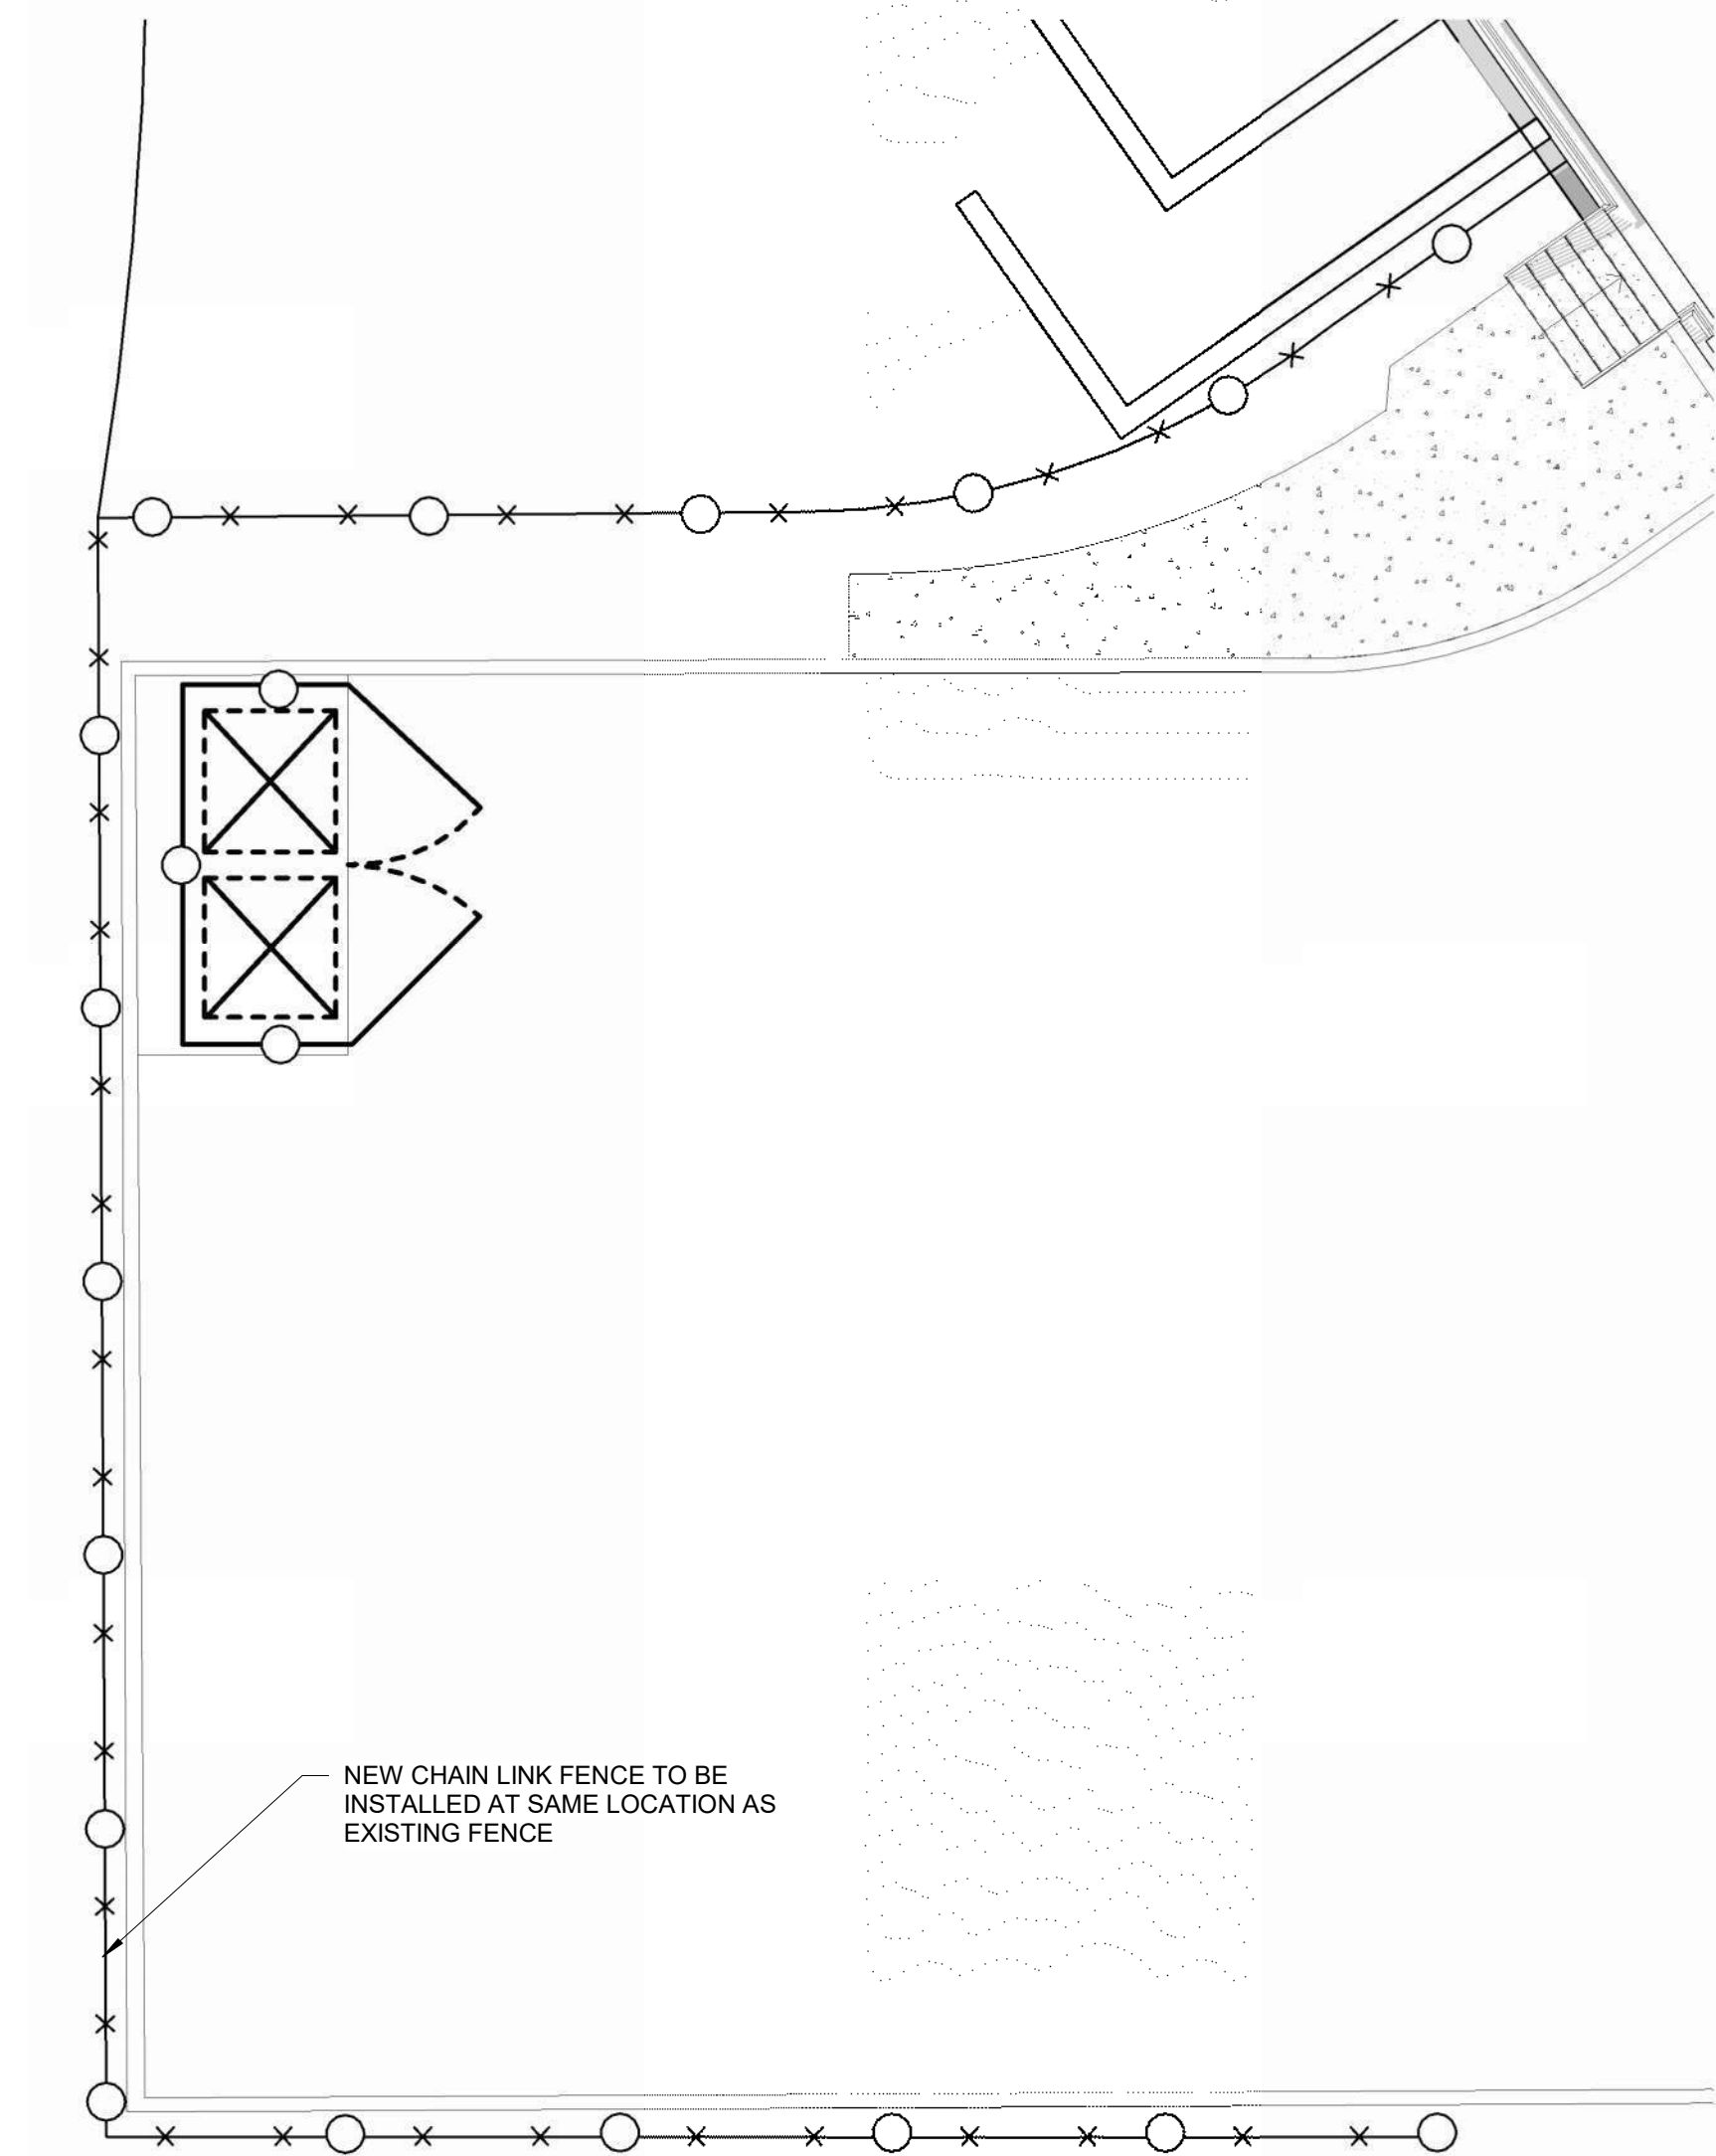 NEW CHAIN LINK FENCE TO BE
INSTALLED AT SAME LOCATION AS
EXISTING FENCE